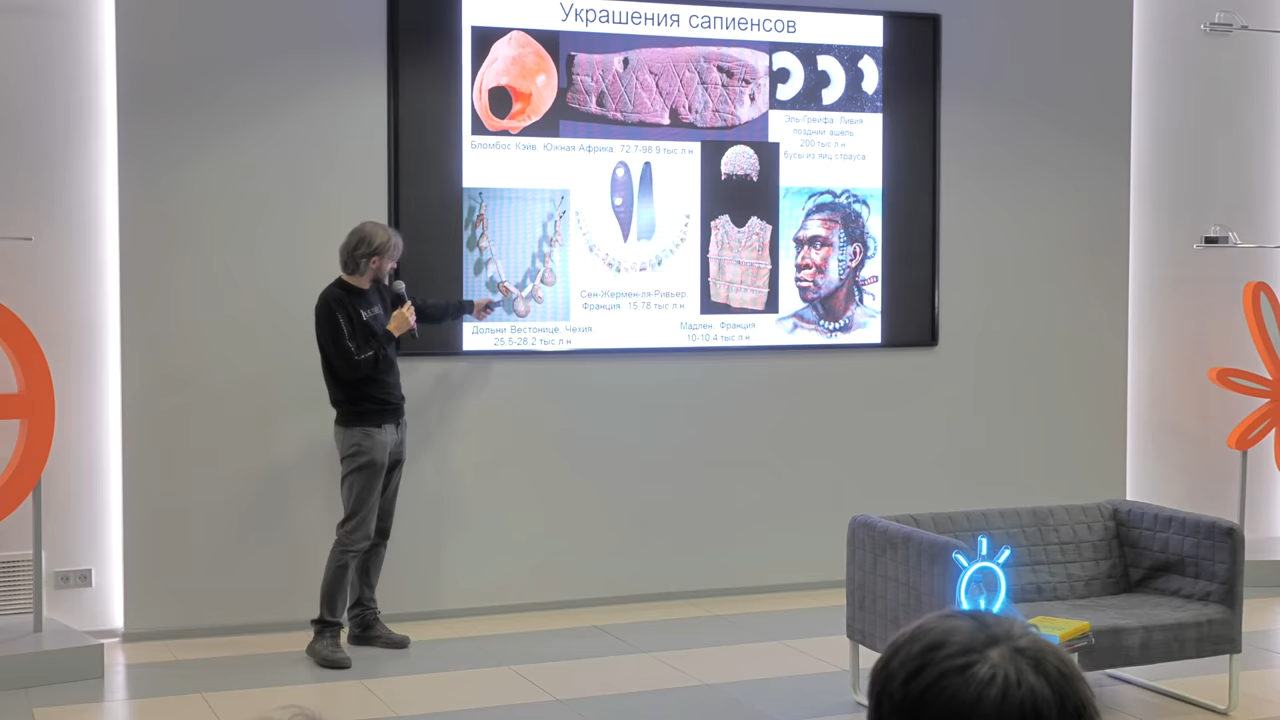 Украшения сапиенсов
Бломбос Кэйв. Южная Африка. 72.7-98.9 тыс.л.н.
Эль-Грейфа. Ливия
поздний ашель
200 тыс.л.н.
бусы из яиц страуса
Сен-Жермен-ля-Ривьер.
Франция. 15.78 тыс.л.н.
Дольни Вестонице. Чехия.
25.5-28.2 тыс.л.н.
Мадлен. Франция.
10-10.4 тыс.л.н.